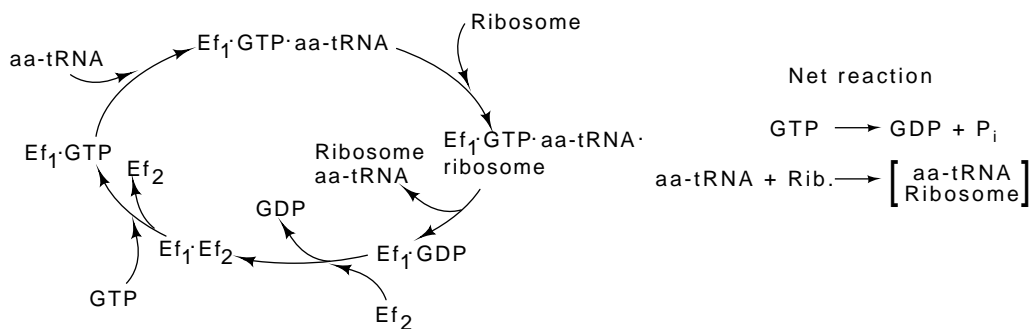 Ribosome
Ef1·GTP·aa-tRNA
aa-tRNA
Ef1·GTP
Ef2
Ribosome
aa-tRNA
Ef1·GTP·aa-tRNA·
ribosome
GDP
Ef1·Ef2
Ef1·GDP
GTP
Ef2
Net reaction
GTP → GDP + Pi
aa-tRNA + Rib. → [aa-tRNA
Ribosome]